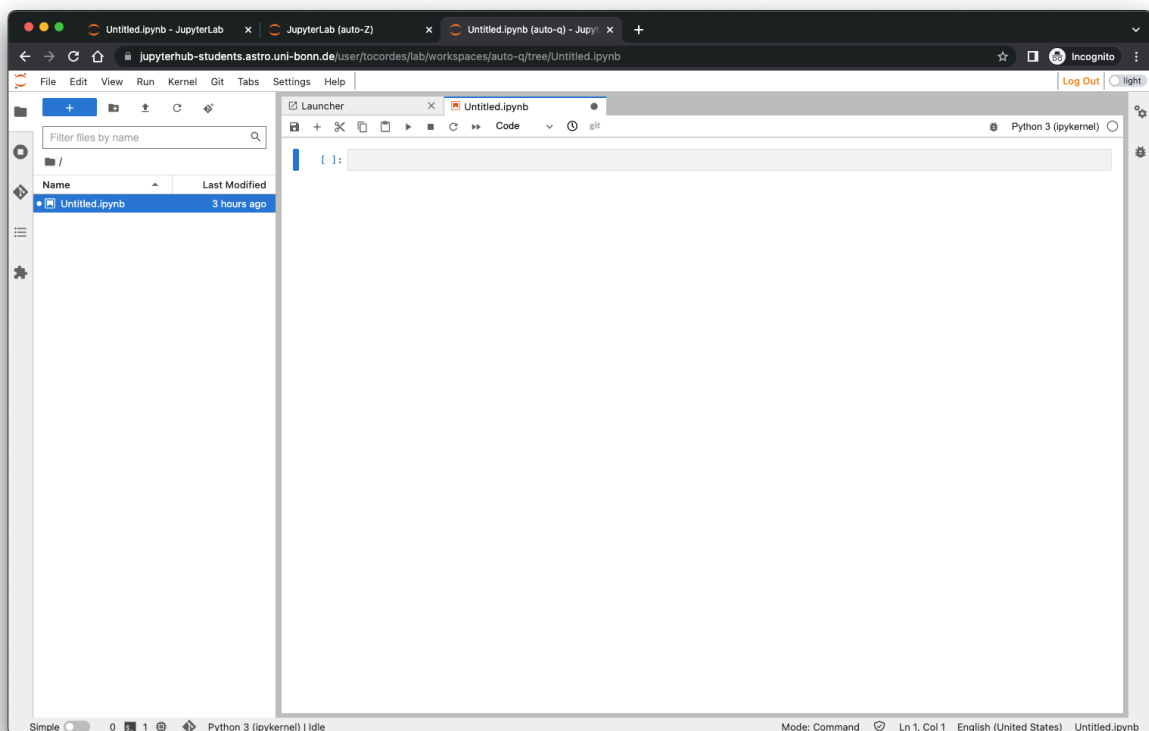 Untitled.ipynb - JupyterLab
JupyterLab (auto-Z)
Untitled.ipynb (auto-q) - Jupyt
jupyterhub-students.astro.uni-bonn.de/user/tocordes/lab/workspaces/auto-q/tree/Untitled.ipynb
Incognito
File Edit View Run Kernel Git Tabs Settings Help
Log Out
light
Launcher
Untitled.ipynb
Code
git
Python 3 (ipykernel)
Filter files by name
/
Name
Last Modified
Untitled.ipynb
3 hours ago
[ ]:
Simple
0
1
Python 3 (ipykernel) | Idle
Mode: Command
Ln 1, Col 1
English (United States)
Untitled.ipynb